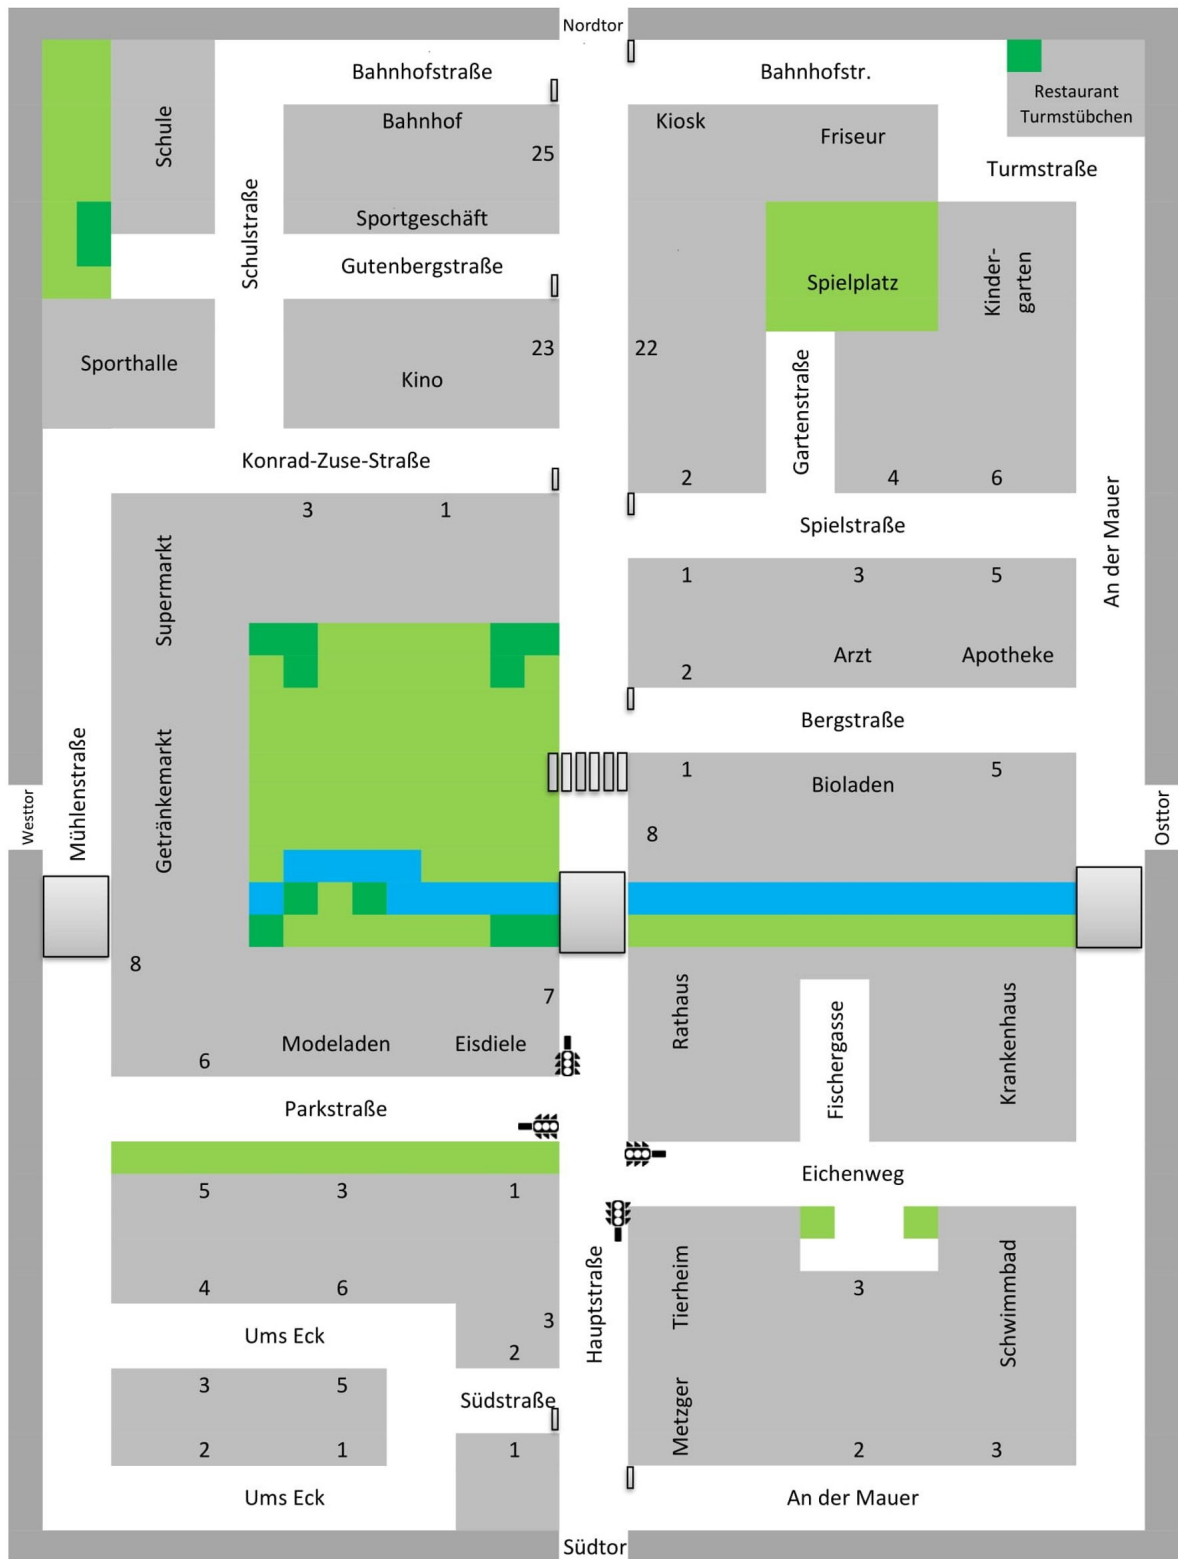 Nordtor
Bahnhofstraße
Bahnhofstr.
Restaurant
Turmstübchen
Schule
Bahnhof
Kiosk
Friseur
25
Turmstraße
Schulstraße
Sportgeschäft
Gutenbergstraße
Spielplatz
Kinder-
garten
Sporthalle
23
22
Kino
Gartenstraße
Konrad-Zuse-Straße
2
4
6
3
1
Spielstraße
An der Mauer
Supermarkt
1
3
5
Arzt
Apotheke
2
Bergstraße
Mühlenstraße
Getränkemarkt
1
Bioladen
5
Westtor
Osttor
8
8
7
Rathaus
Fischergasse
Krankenhaus
Modeladen
Eisdiele
6
Parkstraße
Eichenweg
5
3
1
Hauptstraße
Tierheim
Schwimmbad
4
6
3
3
Ums Eck
2
3
5
Südstraße
Metzger
2
1
1
2
3
Ums Eck
An der Mauer
Südtor